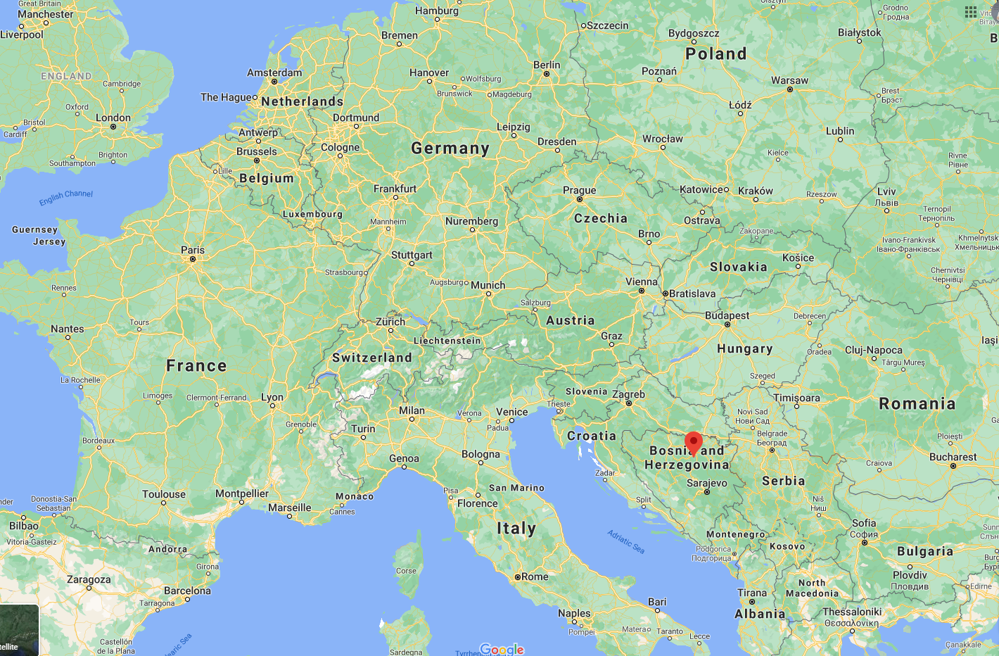 Great Britain
Manchester
Liverpool
ENGLAND
Cambridge
Oxford
Bristol
Cardiff
London
Brighton
Southampton
English Channel
Guernsey
Jersey
Hamburg
Bremen
Szczecin
Bydgoszcz
Poland
Białystok
Grodno
Гродно
Amsterdam
Hanover
Wolfsburg
Berlin
Brunswick
Magdeburg
Poznań
Warsaw
The Hague
Netherlands
Łódź
Brest
Брэст
Dortmund
Antwerp
Leipzig
Lublin
Brussels
Cologne
Germany
Dresden
Wrocław
Kielce
Rivne
Рівне
Lille
Belgium
Frankfurt
Prague
Katowice
Kraków
Rzeszow
Lviv
Львів
Luxembourg
Mannheim
Nuremberg
Czechia
Ostrava
Zakopane
Ternopil
Тернопіль
Brno
Ivano-Frankivsk
Івано-Франківськ
Khmelnytsk
Хмельницьк
Paris
Stuttgart
Strasbourg
Augsburg
Munich
Slovakia
Košice
Chernivtsi
Чернівці
Rennes
Vienna
Bratislava
Salzburg
Nantes
Tours
Zürich
Austria
Budapest
Debrecen
Liechtenstein
Graz
Hungary
Oradea
Cluj-Napoca
Iaşi
Târgu Mureş
Switzerland
France
La Rochelle
Szeged
Limoges
Clermont-Ferrand
Lyon
Slovenia
Zagreb
Timișoara
Romania
Milan
Verona
Venice
Trieste
Padua
Novi Sad
Нови Сад
Grenoble
Turin
Croatia
Belgrade
Београд
Ploiești
Bordeaux
Bosnia and
Herzegovina
Genoa
Bologna
Bucharest
Craiova
Zadar
Sarajevo
Serbia
Toulouse
Montpellier
Monaco
Pisa
San Marino
Florence
Split
Niš
Ниш
Donostia-San
Sebastian
Marseille
Cannes
Bilbao
Vitoria-Gasteiz
Italy
Adriatic Sea
Montenegro
Kosovo
Sofia
София
Bulgaria
Andorra
Podgorica
Подгорица
Girona
Corse
Zaragoza
Barcelona
Rome
North
Macedonia
Plovdiv
Пловдив
Edirne
Tarragona
Tirana
Bari
Albania
Thessaloniki
Θεσσαλονίκη
Naples
Pompei
Matera
Taranto
Lecce
Castellón
de la Plana
Sardegna
Google
Çanakkale